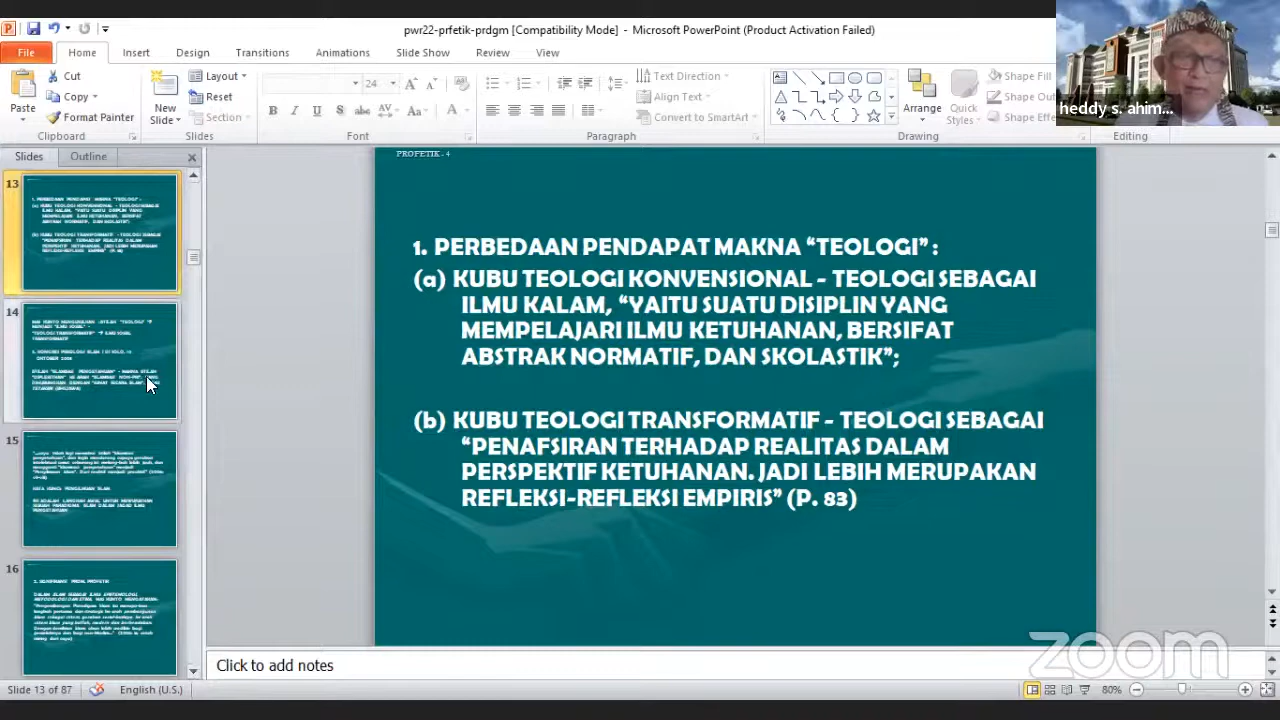 pwr22-prfetik-prdgm [Compatibility Mode] - Microsoft PowerPoint (Product Activation Failed)
File Home Insert Design Transitions Animations Slide Show Review View
Paste
Cut
Copy
Format Painter
Clipboard
New
Slide
Layout
Reset
Section
Slides
24
Font
Text Direction
Align Text
Convert to SmartArt
Paragraph
Arrange
Quick
Styles
Shape Fill
Shape Out
Shape Effe
Drawing
Editing
heddy s. ahim...
Slides Outline
13
14
15
16
PROFETIK - 4
1. PERBEDAAN PENDAPAT MAKNA “TEOLOGI” :
(a) KUBU TEOLOGI KONVENSIONAL - TEOLOGI SEBAGAI
ILMU KALAM, “YAITU SUATU DISIPLIN YANG
MEMPELAJARI ILMU KETUHANAN, BERSIFAT
ABSTRAK NORMATIF, DAN SKOLASTIK”;
(b) KUBU TEOLOGI TRANSFORMATIF - TEOLOGI SEBAGAI
“PENAFSIRAN TERHADAP REALITAS DALAM
PERSPEKTIF KETUHANAN. JADI LEBIH MERUPAKAN
REFLEKSI-REFLEKSI EMPIRIS” (P. 83)
zoom
Click to add notes
Slide 13 of 87 English (U.S.) 80%